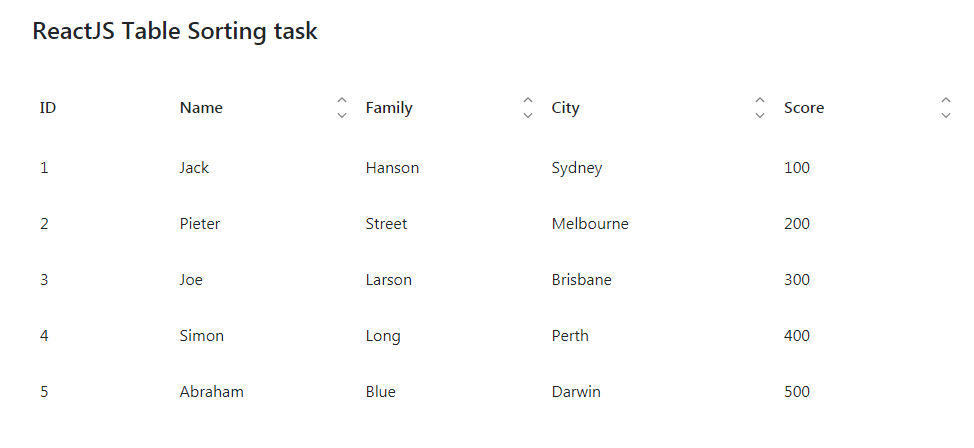 ReactJS Table Sorting task
ID Name Family City Score
1 Jack Hanson Sydney 100
2 Pieter Street Melbourne 200
3 Joe Larson Brisbane 300
4 Simon Long Perth 400
5 Abraham Blue Darwin 500